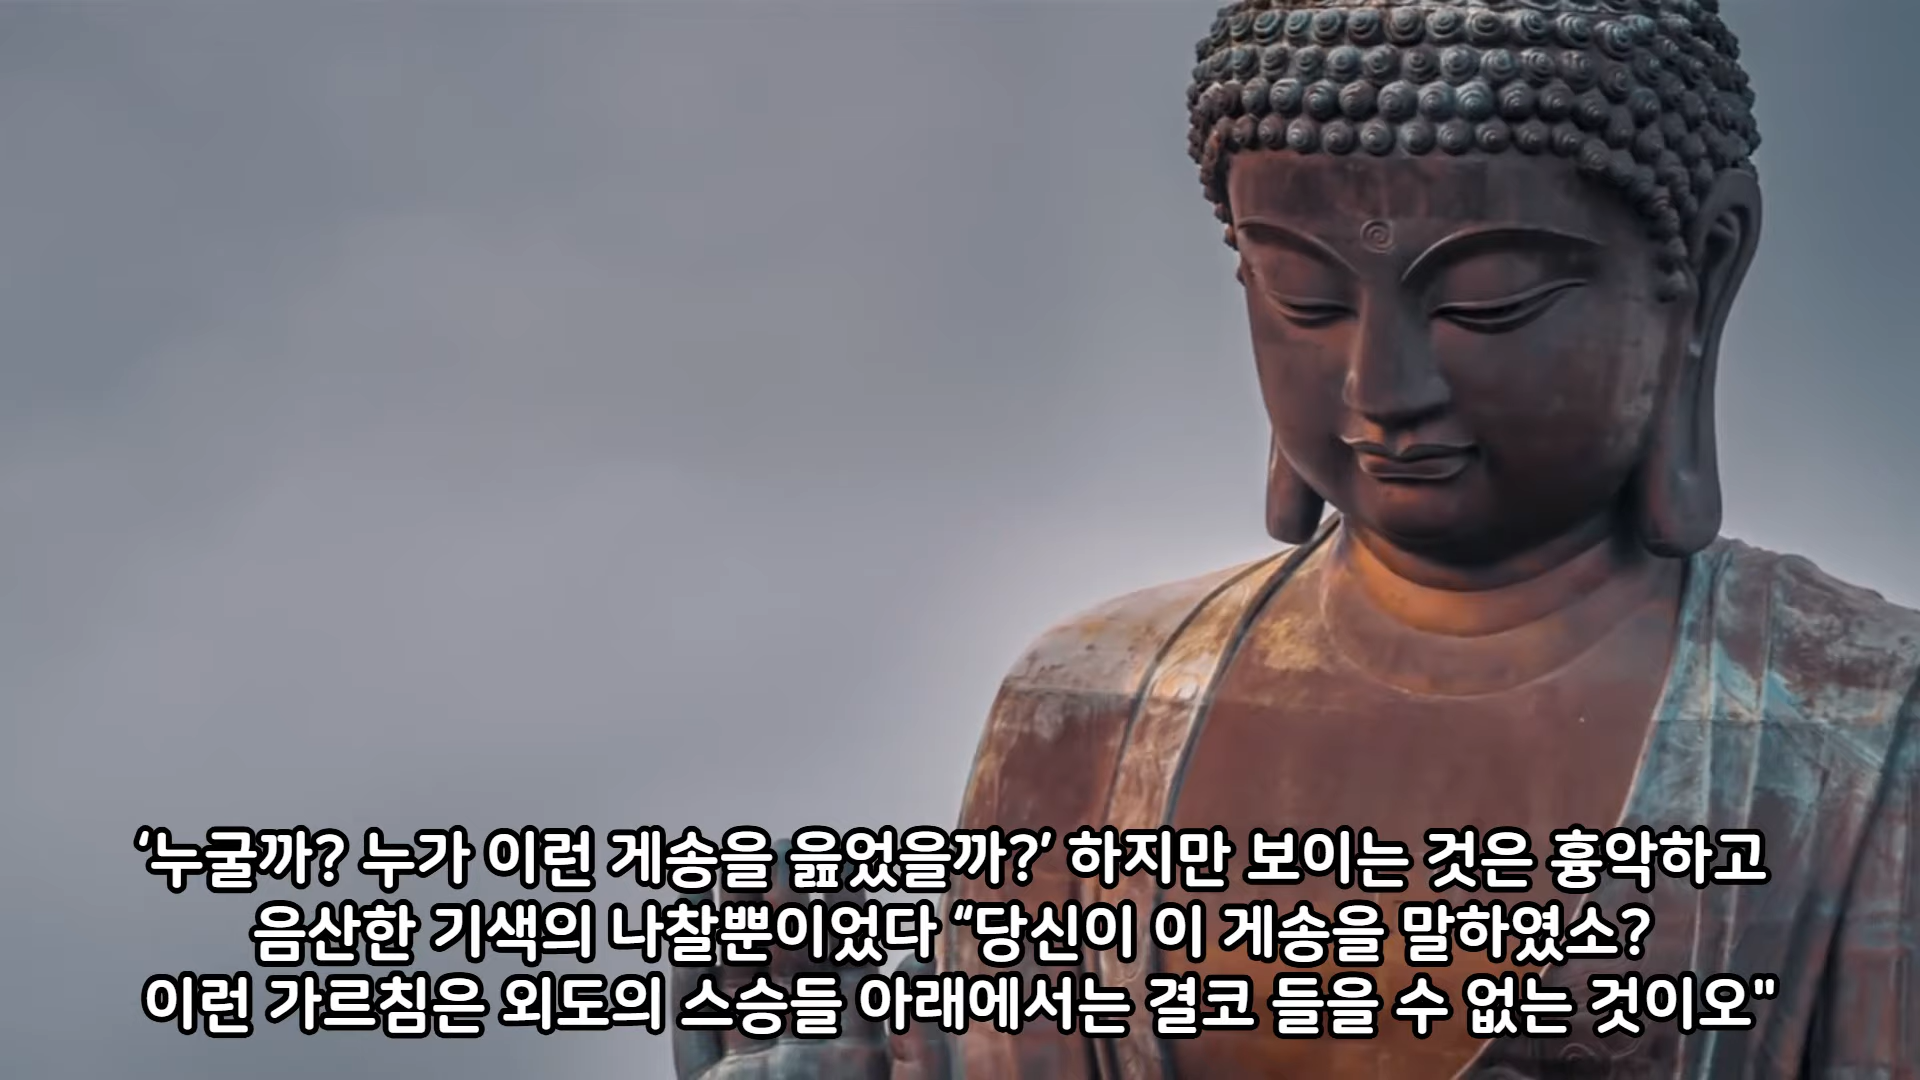 ‘누굴까? 누가 이런 게송을 읊었을까?’ 하지만 보이는 것은 흉악하고
음산한 기색의 나찰뿐이었다 “당신이 이 게송을 말하였소?
이런 가르침은 외도의 스승들 아래에서는 결코 들을 수 없는 것이오"